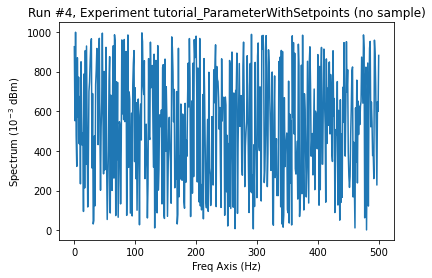 Run #4, Experiment tutorial_ParameterWithSetpoints (no sample)
1000
800
600
400
200
0
Spectrum (10⁻³ dBm)
0 100 200 300 400 500
Freq Axis (Hz)